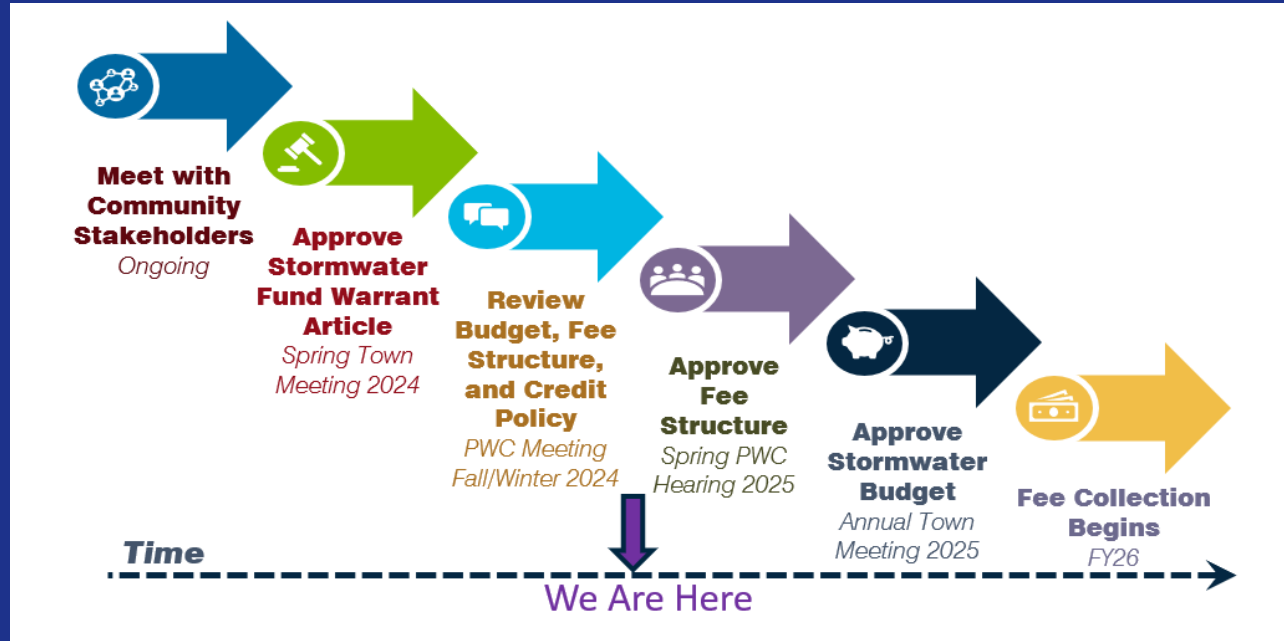 Meet with
Community
Stakeholders
Ongoing
Approve
Stormwater
Fund Warrant
Article
Spring Town
Meeting 2024
Review
Budget, Fee
Structure,
and Credit
Policy
PWC Meeting
Fall/Winter 2024
Approve
Fee
Structure
Spring PWC
Hearing 2025
Approve
Stormwater
Budget
Annual Town
Meeting 2025
Fee Collection
Begins
FY26
Time
We Are Here